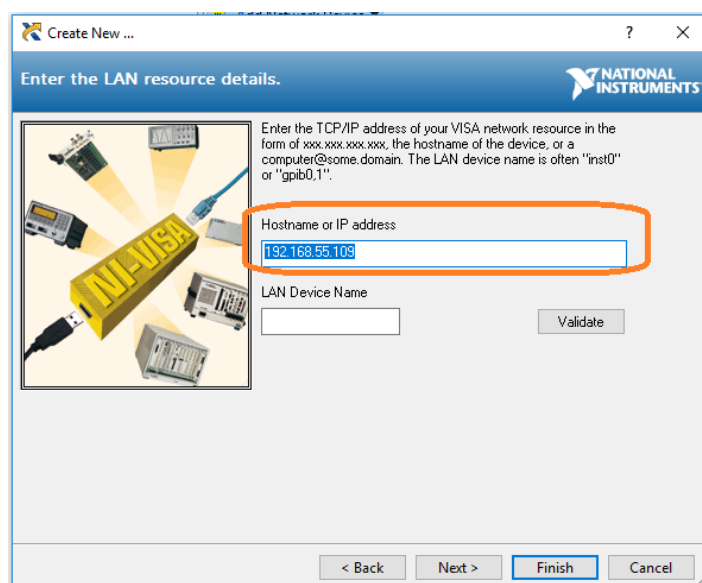 Create New ...
?
Enter the LAN resource details.
NATIONAL
INSTRUMENTS
NI-VISA
Enter the TCP/IP address of your VISA network resource in the
form of xxx.xxx.xxx.xxx, the hostname of the device, or a
computer@some.domain. The LAN device name is often "inst0"
or "gpib0,1".
Hostname or IP address
192.168.55.109
LAN Device Name
Validate
< Back
Next >
Finish
Cancel